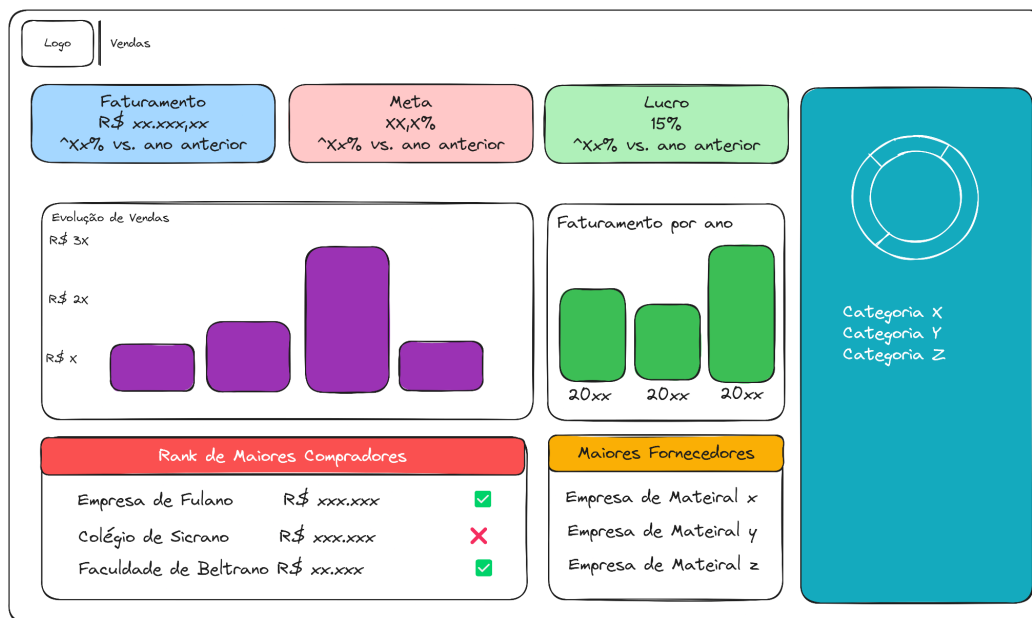 Logo
Vendas
Faturamento
R$ xx.xxx,xx
^Xx% vs. ano anterior
Meta
XX,X%
^Xx% vs. ano anterior
Lucro
15%
^Xx% vs. ano anterior
Evolução de Vendas
R$ 3X
R$ 2X
R$ X
Faturamento por ano
20xx 20xx 20xx
Categoria X
Categoria Y
Categoria Z
Rank de Maiores Compradores
Empresa de Fulano R$ xxx.xxx ✅
Colégio de Sicrano R$ xxx.xxx ❌
Faculdade de Beltrano R$ xx.xxx ✅
Maiores Fornecedores
Empresa de Mateiral x
Empresa de Mateiral y
Empresa de Mateiral z